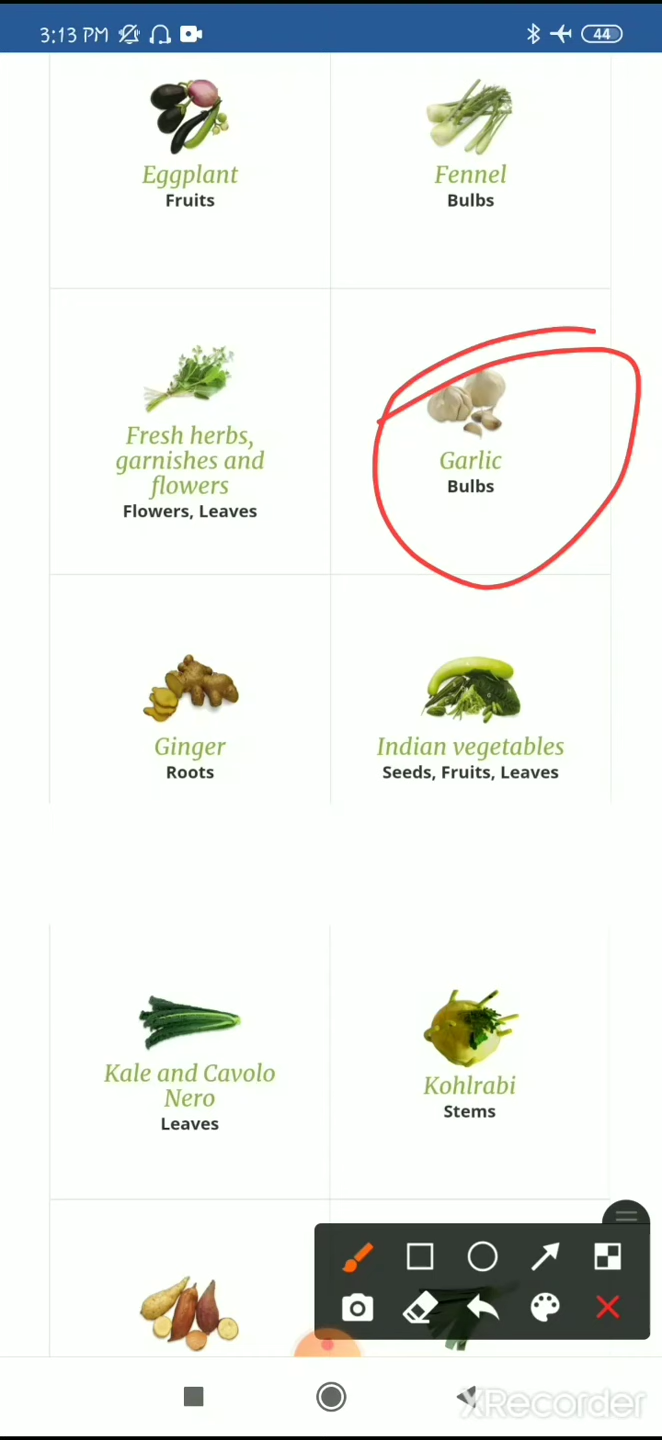 3:13 PM
44
Eggplant
Fruits
Fennel
Bulbs
Fresh herbs,
garnishes and
flowers
Flowers, Leaves
Garlic
Bulbs
Ginger
Roots
Indian vegetables
Seeds, Fruits, Leaves
Kale and Cavolo
Nero
Leaves
Kohlrabi
Stems
XRecorder